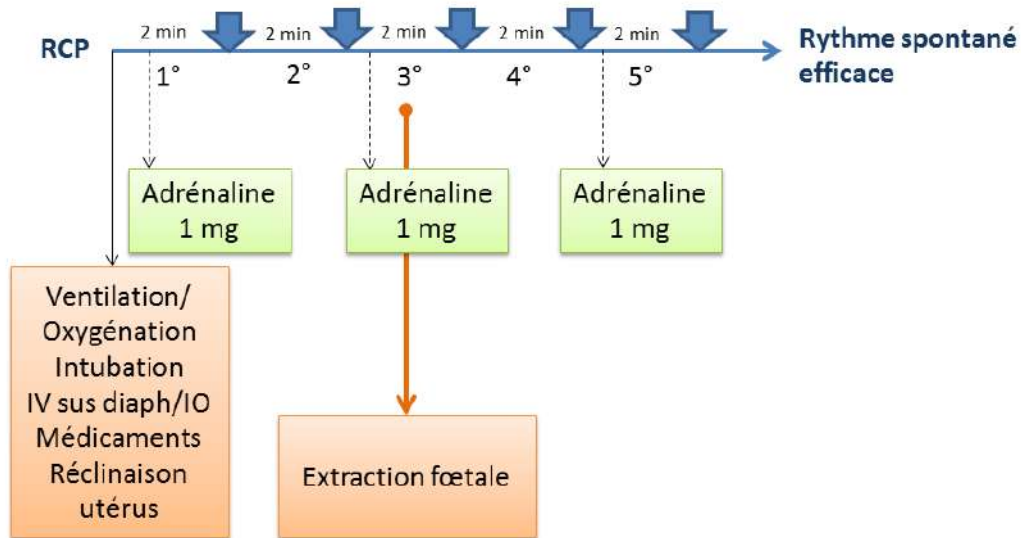 RCP
2 min
2 min
2 min
2 min
2 min
Rythme spontané
efficace
1°
2°
3°
4°
5°
Adrénaline
1 mg
Adrénaline
1 mg
Adrénaline
1 mg
Ventilation/
Oxygénation
Intubation
IV sus diaph/IO
Médicaments
Réclinaison
utérus
Extraction fœtale